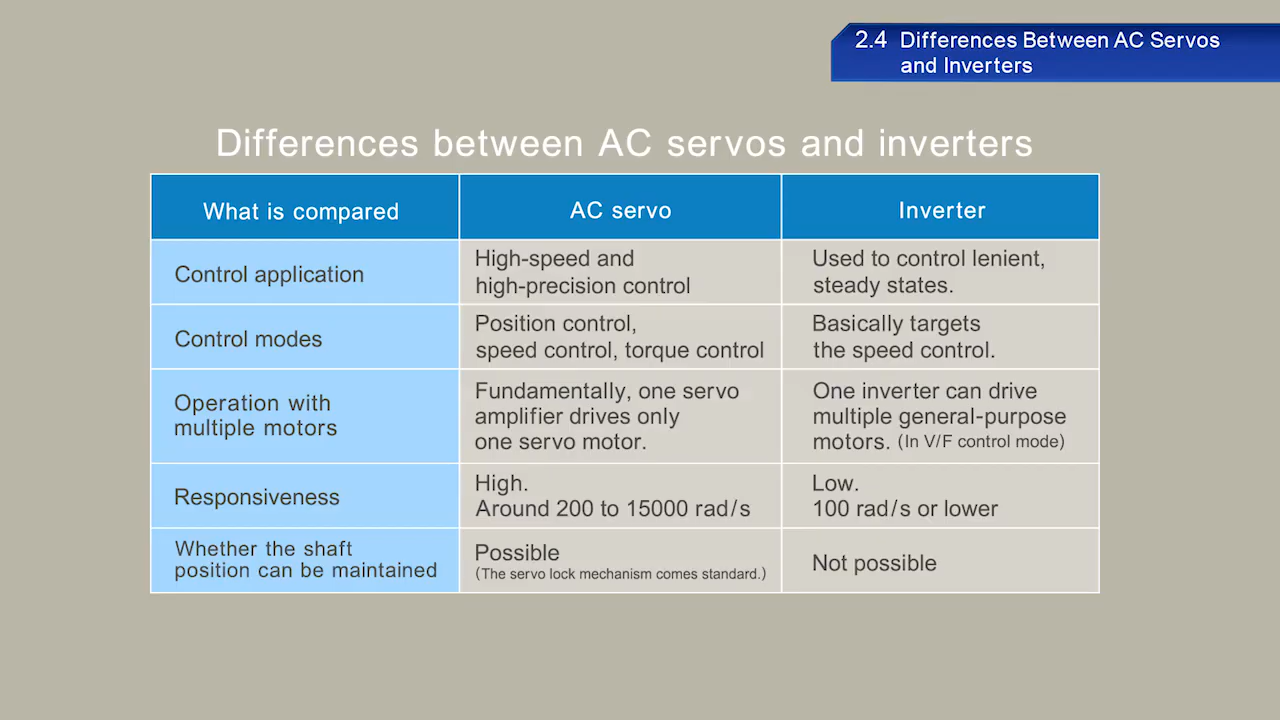 2.4 Differences Between AC Servos
and Inverters
Differences between AC servos and inverters
What is compared
AC servo
Inverter
Control application
High-speed and
high-precision control
Used to control lenient,
steady states.
Control modes
Position control,
speed control, torque control
Basically targets
the speed control.
Operation with
multiple motors
Fundamentally, one servo
amplifier drives only
one servo motor.
One inverter can drive
multiple general-purpose
motors. (In V/F control mode)
Responsiveness
High.
Around 200 to 15000 rad/s
Low.
100 rad/s or lower
Whether the shaft
position can be maintained
Possible
(The servo lock mechanism comes standard.)
Not possible